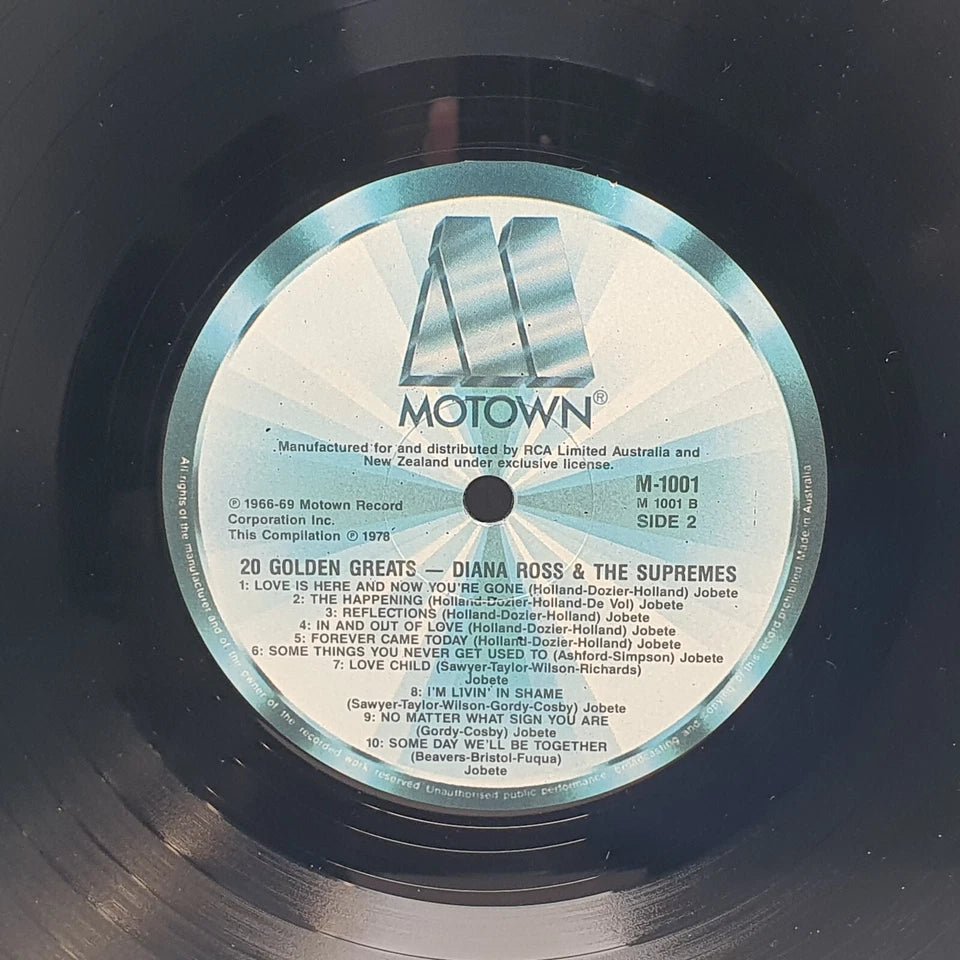 MOTOWN®
Manufactured for and distributed by RCA Limited Australia and
New Zealand under exclusive license.
M-1001
M 1001 B
SIDE 2
℗ 1966-69 Motown Record
Corporation Inc.
This Compilation ℗ 1978
20 GOLDEN GREATS — DIANA ROSS & THE SUPREMES
1: LOVE IS HERE AND NOW YOU'RE GONE (Holland-Dozier-Holland) Jobete
2: THE HAPPENING (Holland-Dozier-Holland-De Vol) Jobete
3: REFLECTIONS (Holland-Dozier-Holland) Jobete
4: IN AND OUT OF LOVE (Holland-Dozier-Holland) Jobete
5: FOREVER CAME TODAY (Holland-Dozier-Holland) Jobete
6: SOME THINGS YOU NEVER GET USED TO (Ashford-Simpson) Jobete
7: LOVE CHILD (Sawyer-Taylor-Wilson-Richards)
Jobete
8: I'M LIVIN' IN SHAME
(Sawyer-Taylor-Wilson-Gordy-Cosby) Jobete
9: NO MATTER WHAT SIGN YOU ARE
(Gordy-Cosby) Jobete
10: SOME DAY WE'LL BE TOGETHER
(Beavers-Bristol-Fuqua)
Jobete
All rights of the manufacturer and of the owner of the recorded work reserved Unauthorised public performance broadcasting and copying of this record prohibited Made in Australia